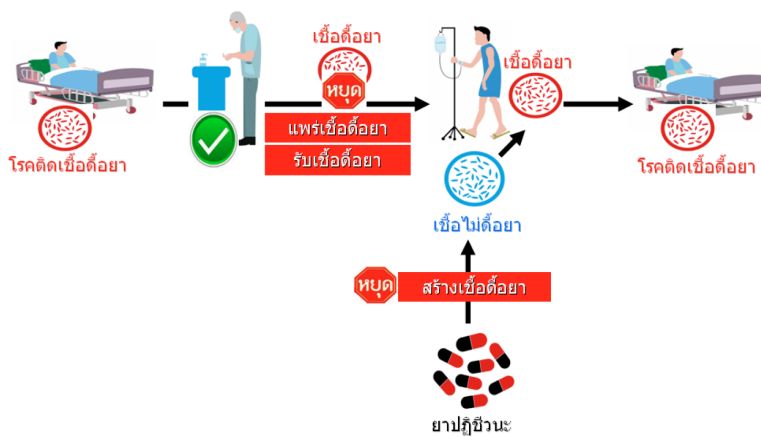 เชื้อดื้อยา
หยุด
เชื้อดื้อยา
แพร่เชื้อดื้อยา
รับเชื้อดื้อยา
โรคติดเชื้อดื้อยา
โรคติดเชื้อดื้อยา
เชื้อไม่ดื้อยา
หยุด
สร้างเชื้อดื้อยา
ยาปฏิชีวนะ